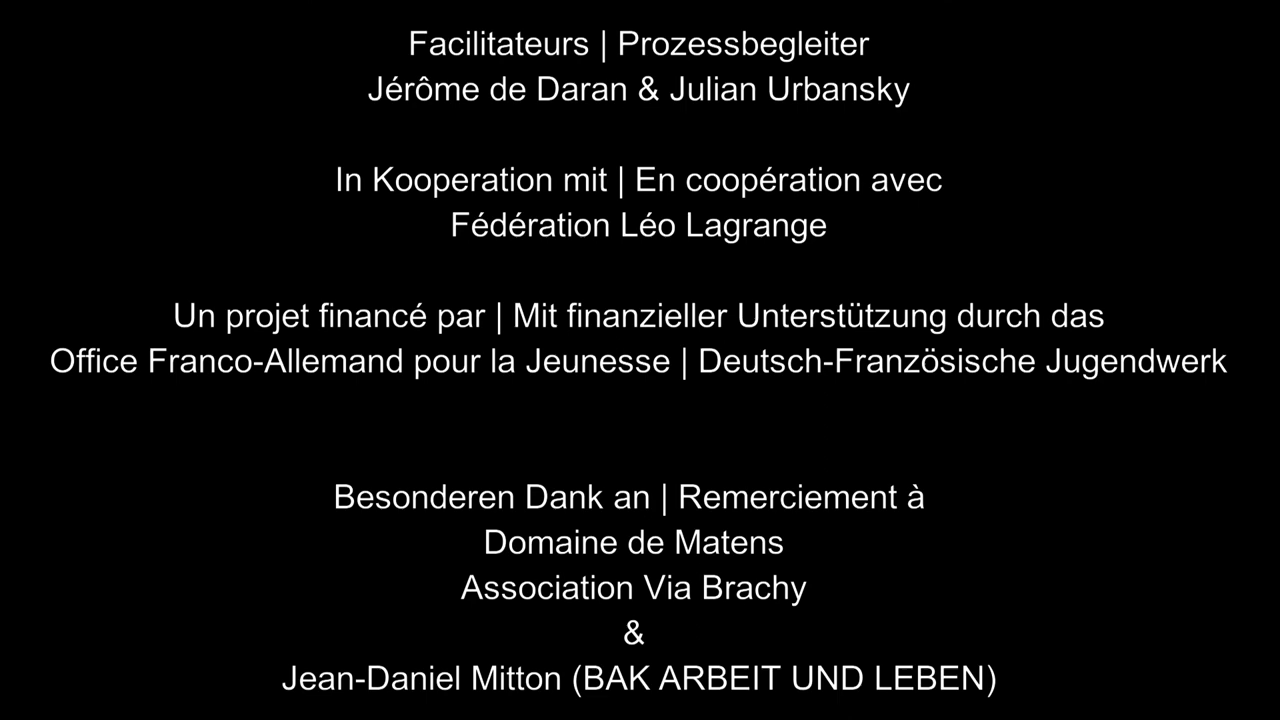 Facilitateurs | Prozessbegleiter
Jérôme de Daran & Julian Urbansky
In Kooperation mit | En coopération avec
Fédération Léo Lagrange
Un projet financé par | Mit finanzieller Unterstützung durch das
Office Franco-Allemand pour la Jeunesse | Deutsch-Französische Jugendwerk
Besonderen Dank an | Remerciement à
Domaine de Matens
Association Via Brachy
&
Jean-Daniel Mitton (BAK ARBEIT UND LEBEN)